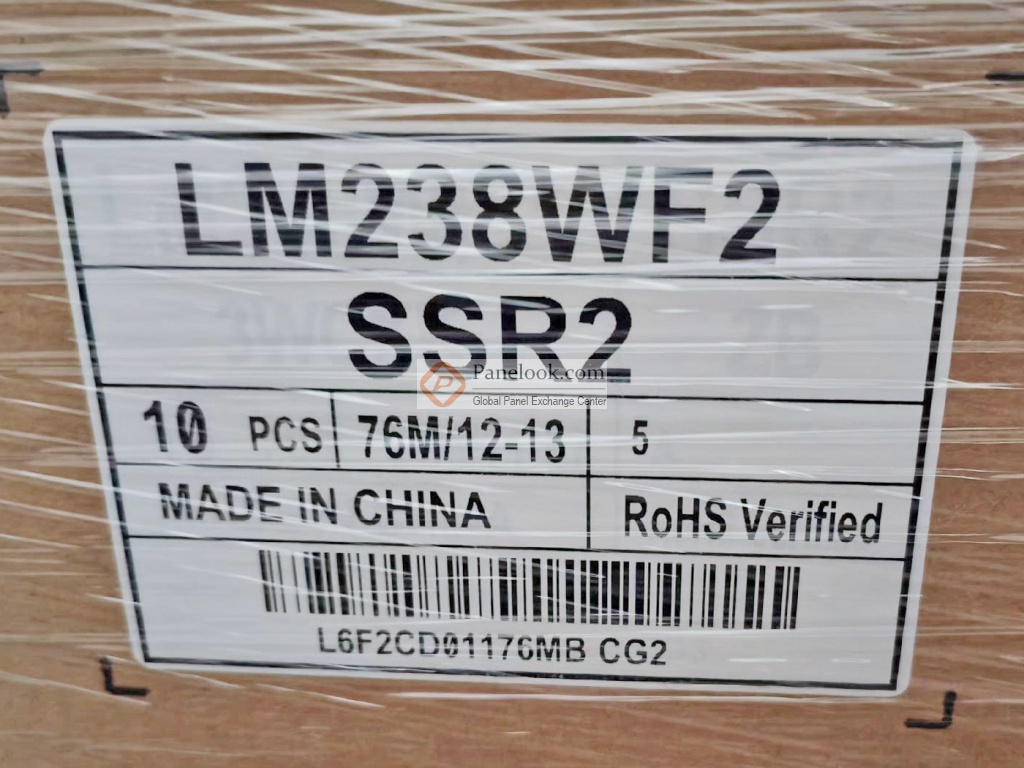 LM238WF2
SSR2
Panelook.com
Global Panel Exchange Center
10 PCS 76M/12-13 5
MADE IN CHINA RoHS Verified
L6F2CD01176MB CG2